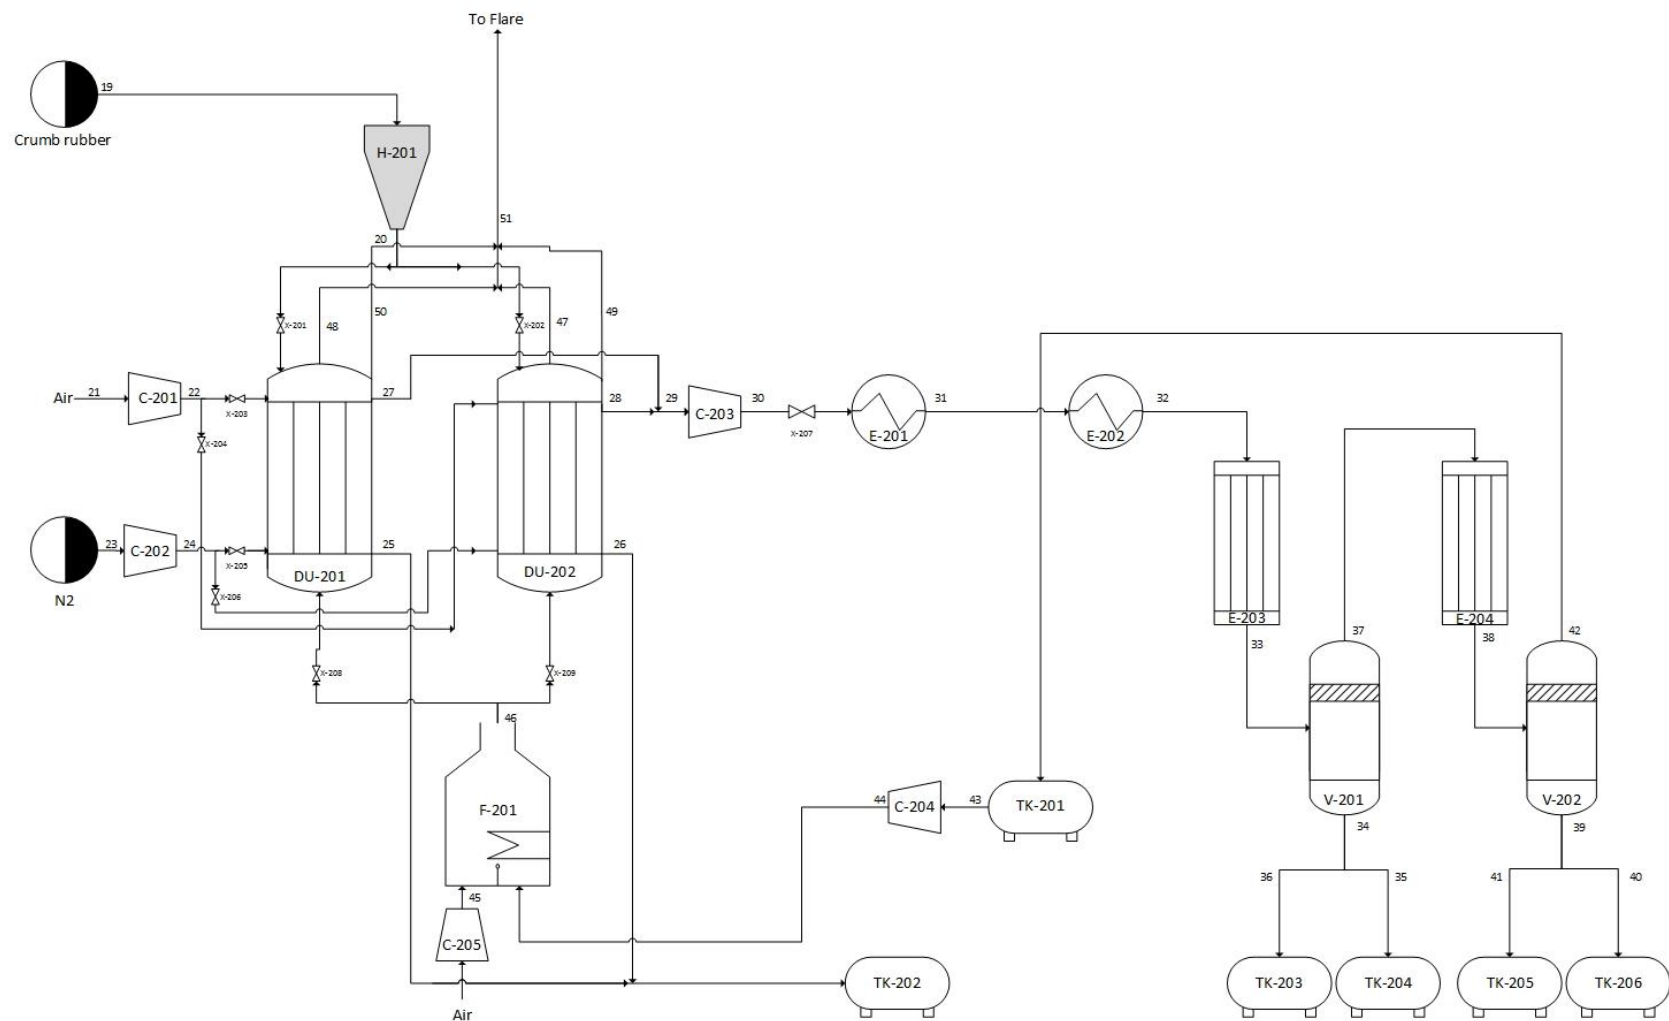 To Flare
19
Crumb rubber
H-201
51
20
50
49
48
47
X-201
X-202
Air
21
C-201
22
X-203
X-204
27
28
29
C-203
30
X-207
E-201
31
E-202
32
N2
23
C-202
24
X-205
X-206
25
26
DU-201
DU-202
E-203
E-204
33
37
38
42
X-208
X-209
46
F-201
44
C-204
43
TK-201
V-201
V-202
34
39
36
35
41
40
45
C-205
Air
TK-202
TK-203
TK-204
TK-205
TK-206